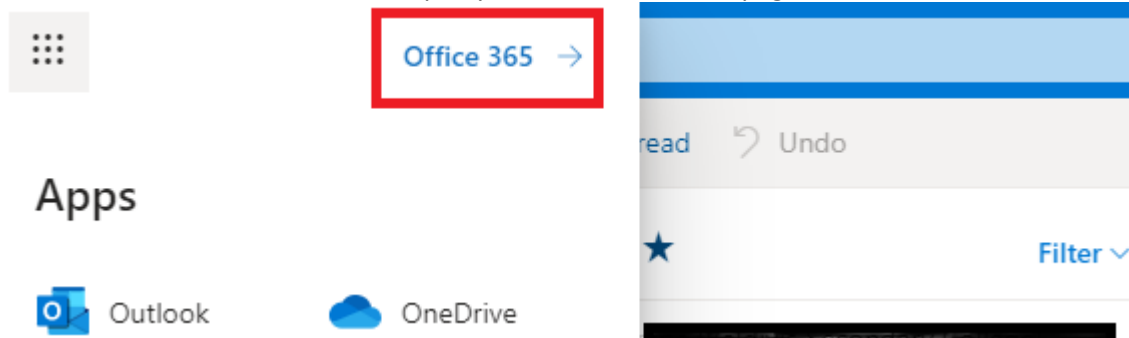 Office 365 →
read Undo
Apps
Filter
Outlook OneDrive